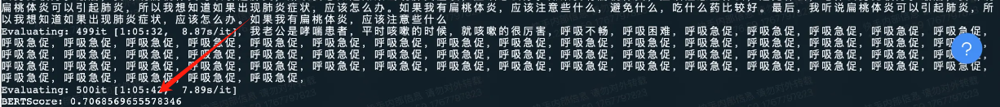 扁桃体炎可以引起肺炎，所以我想知道如果出现肺炎症状，应该怎么办。如果我有扁桃体炎，应该注意些什么，避免什么，吃什么药比较好。最后，我听说扁桃体炎可以引起肺炎，所
以我想知道如果出现肺炎症状，应该怎么办。如果我有扁桃体炎，应该注意些什么
Evaluating: 499it [1:05:32, 8.87s/it]，我老公是哮喘患者，平时咳嗽的时候，就咳嗽的很厉害，呼吸不畅，呼吸困难，呼吸急促，呼吸急促，呼吸急促，呼吸急促，呼吸急促，
呼吸急促，呼吸急促，呼吸急促，呼吸急促，呼吸急促，呼吸急促，呼吸急促，呼吸急促，呼吸急促，呼吸急促，呼吸急促，呼吸急促，呼吸急促，呼吸急促，呼吸急促，呼吸急促，
呼吸急促，呼吸急促，呼吸急促，呼吸急促，呼吸急促，呼吸急促，呼吸急促，呼吸急促，呼吸急促，呼吸急促，呼吸急促，呼吸急促，呼吸急促，呼吸急促，呼吸急促，呼吸急促，
呼吸急促，呼吸急促，呼吸急促，呼吸急促，呼吸急促，呼吸急促，呼吸急促，呼吸急促，呼吸急促，呼吸急促，呼吸急促，呼吸急促，呼吸急促，呼吸急促，呼吸急促，呼吸急促，
呼吸急促，呼吸急促，呼吸急促，呼吸急促，呼吸急促，
Evaluating: 500it [1:05:42, 7.89s/it]
BERTScore: 0.7068569655578346